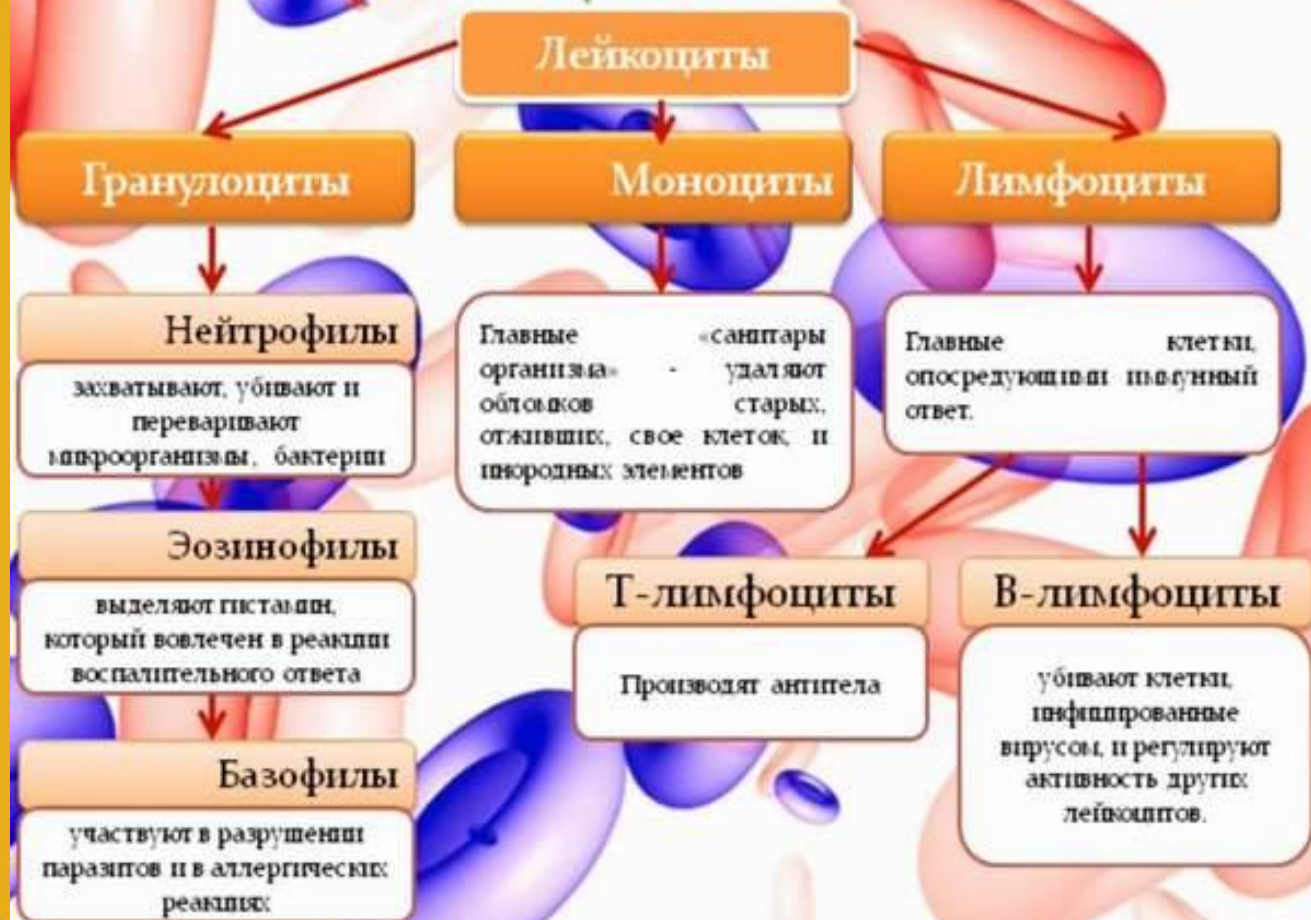 Лейкоциты
Гранулоциты
Моноциты
Лимфоциты
Нейтрофилы
захватывают, убивают и
переваривают
микроорганизмы, бактерии
Эозинофилы
выделяют гистамин,
который вовлечен в реакции
воспалительного ответа
Базофилы
участвуют в разрушении
паразитов и в аллергических
реакциях
Главные «санитары
организма» - удаляют
обломков старых,
отживших, свое клеток, и
инородных элементов
Главные клетки,
опосредующими иммунный
ответ.
Т-лимфоциты
Производят антитела
В-лимфоциты
убивают клетки,
инфицированные
вирусом, и регулируют
активность других
лейкоцитов.